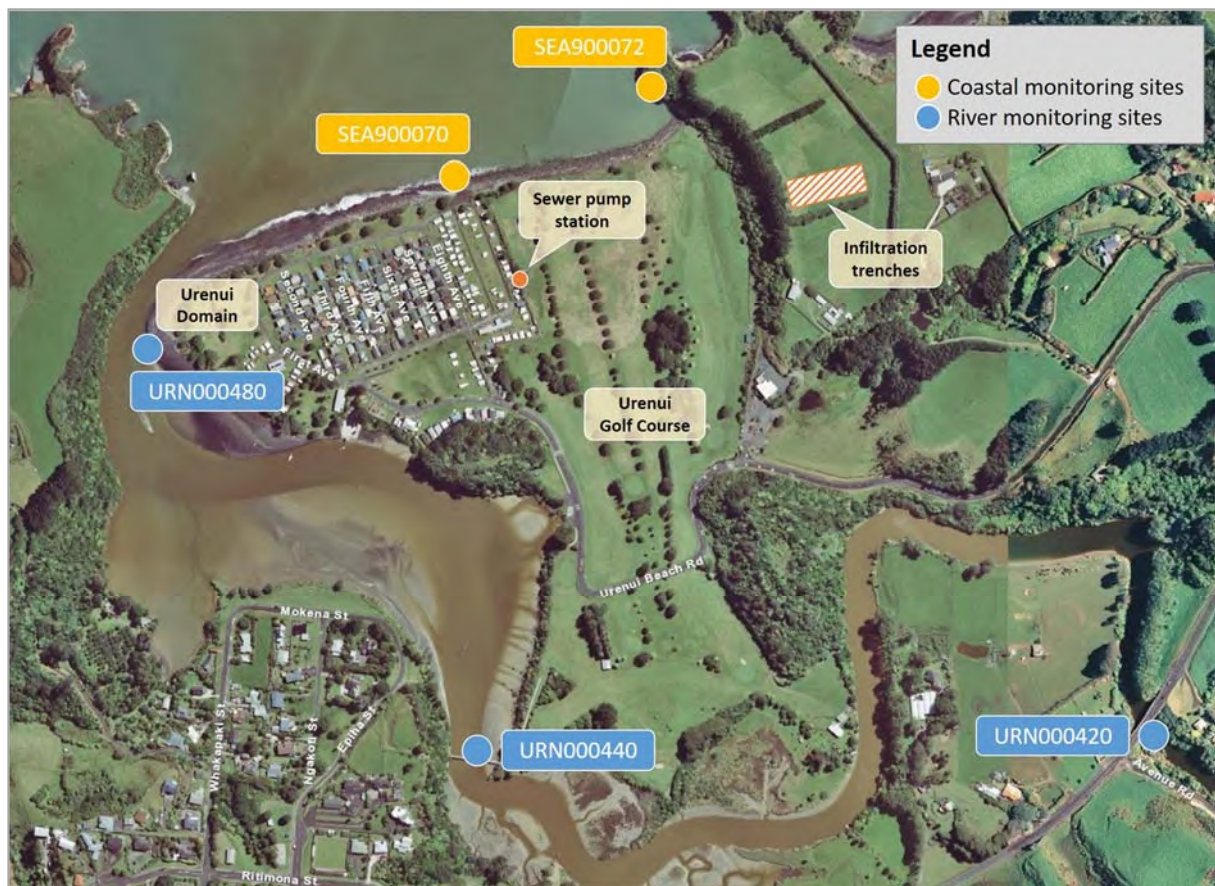 SEA900072
Legend
Coastal monitoring sites
River monitoring sites
SEA900070
Sewer pump
station
Infiltration
trenches
Urenui
Domain
Second Ave
Third Ave
Fourth Ave
Fifth Ave
Sixth Ave
Seventh Ave
Eighth Ave
First Ave
URN000480
Urenui
Golf Course
Urenui Beach Rd
Mokena St
Whakapaki St
Ngakoti St
Epiha St
URN000440
URN000420
Avenue Rd
Ritimona St